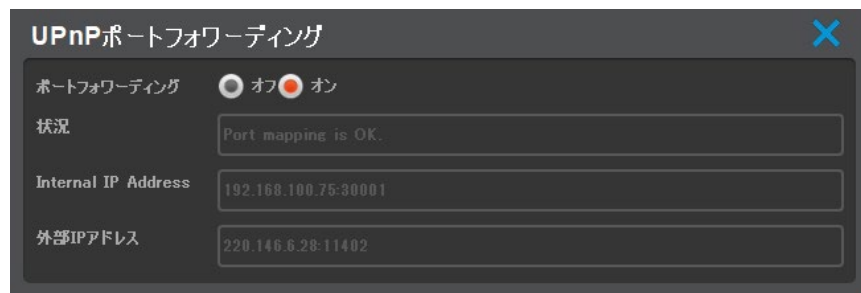 UPnPポートフォワーディング
ポートフォワーディング オフ オン
状況 Port mapping is OK.
Internal IP Address 192.168.100.75:30001
外部IPアドレス 220.146.6.28:11402